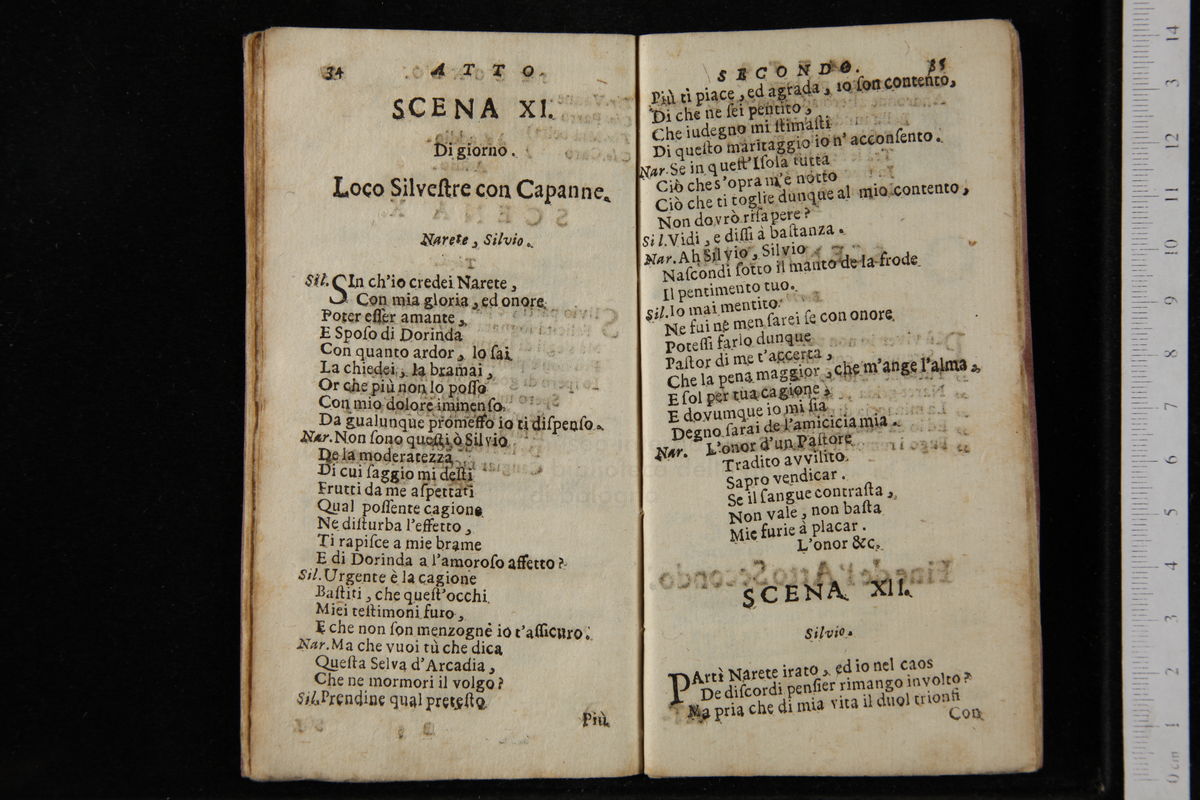 34 ATTO
SCENA XI.
Di giorno.
Loco Silveſtre con Capanne.
Narete, Silvio.
Sil. SIn ch'io credei Narete,
Con mia gloria, ed onore
Poter eſſer amante,
E Spoſo di Dorinda
Con quanto ardor, lo ſai
La chiedei, la bramai,
Or che più non lo poſſo
Con mio dolore imenſo
Da gualunque promeſſo io ti diſpenſo.
Nar. Non ſono queſti ò Silvio
De la moderatezza
Di cui ſaggio mi deſti
Frutti da me aſpettati
Qual poſſente cagione
Ne diſturba l'effetto,
Ti rapiſce a mie brame
E di Dorinda a l'amoroſo affetto?
Sil. Urgente è la cagione
Baſtiti, che queſt'occhi
Miei teſtimoni furo,
E che non ſon menzogne io t'aſſicuro.
Nar. Ma che vuoi tù che dica
Queſta Selva d'Arcadia,
Che ne mormori il volgo?
Sil. Prendine qual preteſto
Più
SECONDO. 35
Più ti piace, ed agrada, io ſon contento,
Di che ne ſei pentito,
Che iudegno mi ſtimaſti
Di queſto maritaggio io n'acconſento.
Nar. Se in queſt'Iſola tutta
Ciò che s'opra m'e notto
Ciò che ti toglie dunque al mio contento,
Non dovrò riſapere?
Sil. Vidi, e diſſi à baſtanza.
Nar. Ah Silvio, Silvio
Naſcondi ſotto il manto de la frode
Il pentimento tuo.
Sil. Io mai mentito
Ne fui ne men ſarei ſe con onore
Poteſſi farlo dunque
Paſtor di me t'accerta,
Che la pena maggior, che m'ange l'alma,
E ſol per tua cagione,
E dovumque io mi ſia
Degno ſarai de l'amicicia mia.
Nar. L'onor d'un Paſtore
Tradito avvilito
Sapro vendicar.
Se il ſangue contraſta,
Non vale, non baſta
Mie furie à placar.
L'onor &c.
SCENA XII.
Silvio.
PArtì Narete irato, ed io nel caos
De diſcordi penſier rimango involto?
Ma pria che di mia vita il duol trionfi
Con